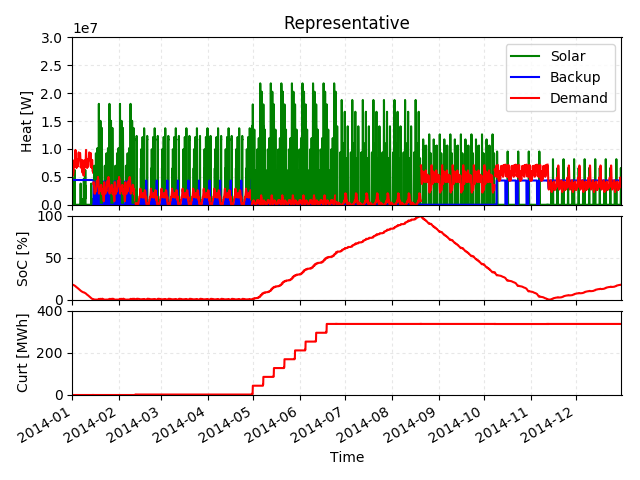 Representative
1e7
3.0
2.5
2.0
1.5
1.0
0.5
0.0
Heat [W]
Solar
Backup
Demand
100
50
0
SoC [%]
400
200
0
Curt [MWh]
2014-01
2014-02
2014-03
2014-04
2014-05
2014-06
2014-07
2014-08
2014-09
2014-10
2014-11
2014-12
Time